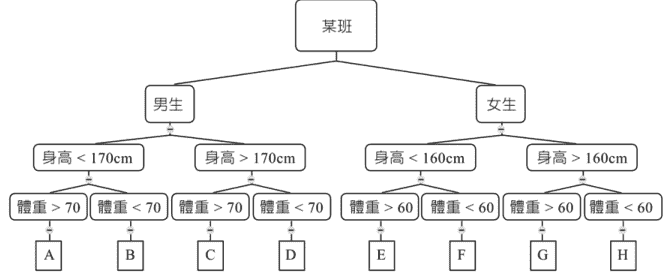 某班
男生 女生
身高 < 170cm 身高 > 170cm 身高 < 160cm 身高 > 160cm
體重 > 70 體重 < 70 體重 > 70 體重 < 70 體重 > 60 體重 < 60 體重 > 60 體重 < 60
A B C D E F G H